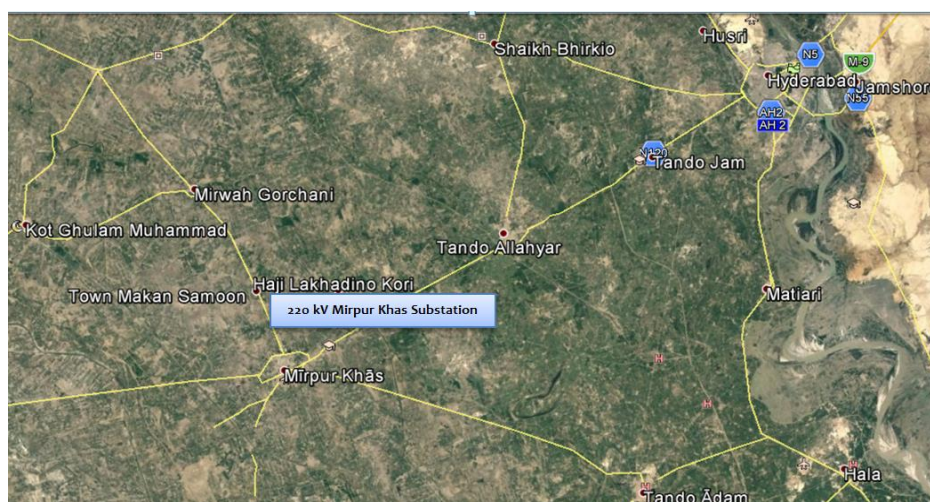 Shaikh Bhirkio
Husri
N5
M-9
Hyderabad
Jamshor
N55
AH2
AH 2
N120
Tando Jam
Mirwah Gorchani
Kot Ghulam Muhammad
Tando Allahyar
Haji Lakhadino Kori
Town Makan Samoon
220 kV Mirpur Khas Substation
Matiari
Mīrpur Khās
Hala
Tando Ādam